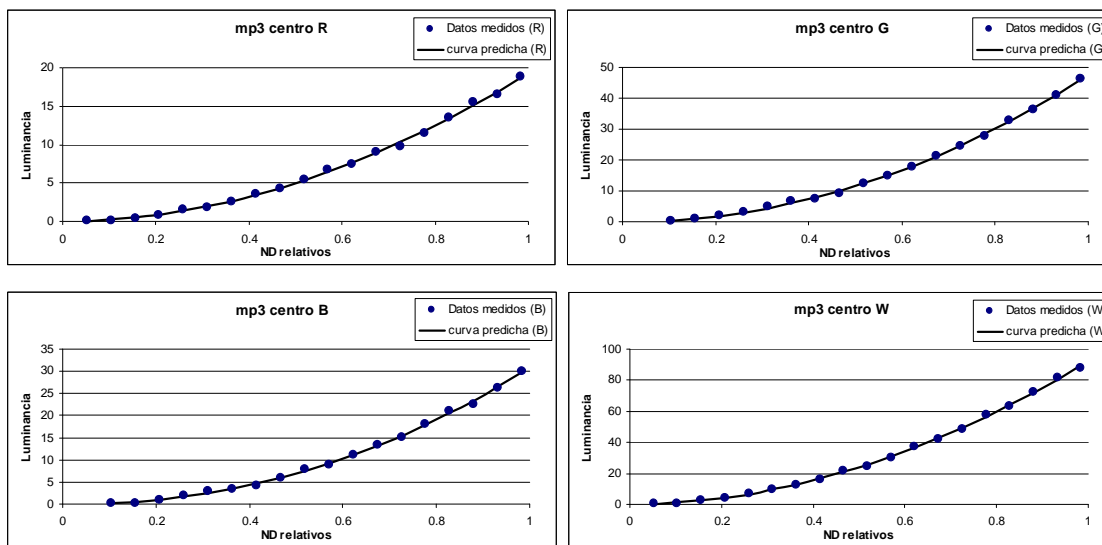 mp3 centro R
Datos medidos (R)
curva predicha (R)
Luminancia
20
15
10
5
0
0 0.2 0.4 0.6 0.8 1
ND relativos
mp3 centro G
Datos medidos (G)
curva predicha (G
Luminancia
50
40
30
20
10
0
0 0.2 0.4 0.6 0.8 1
ND relativos
mp3 centro B
Datos medidos (B)
curva predicha (B)
Luminancia
35
30
25
20
15
10
5
0
0 0.2 0.4 0.6 0.8 1
ND relativos
mp3 centro W
Datos medidos (W
curva predicha (W
Luminancia
100
80
60
40
20
0
0 0.2 0.4 0.6 0.8 1
ND relativos